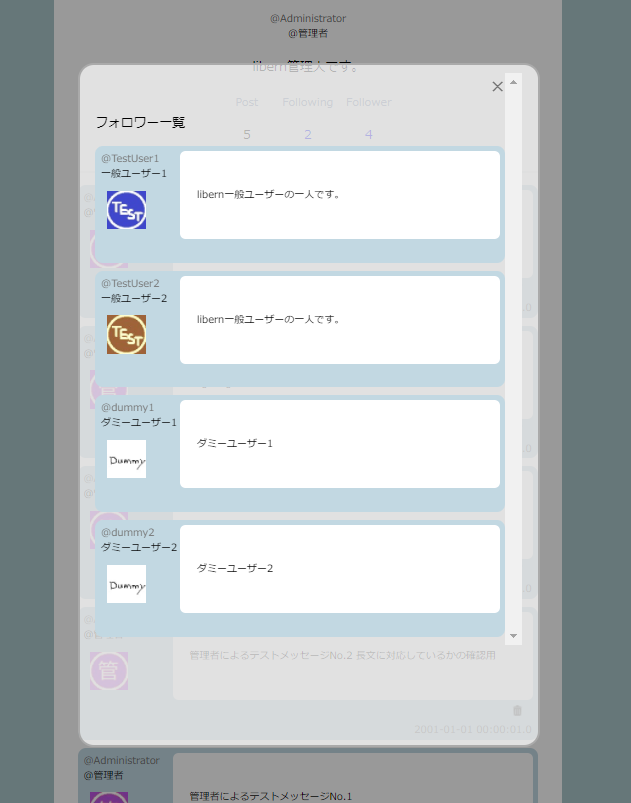 @Administrator
@管理者
libern管理人です。
Post Following Follower
フォロワー一覧
5 2 4
@TestUser1
一般ユーザー1
TEST
libern一般ユーザーの一人です。
@TestUser2
一般ユーザー2
TEST
libern一般ユーザーの一人です。
@dummy1
ダミーユーザー1
Dummy
ダミーユーザー1
@dummy2
ダミーユーザー2
Dummy
ダミーユーザー2
管
管理者によるテストメッセージNo.2 長文に対応しているかの確認用
2001-01-01 00:00:01.0
@Administrator
@管理者
管理者によるテストメッセージNo.1